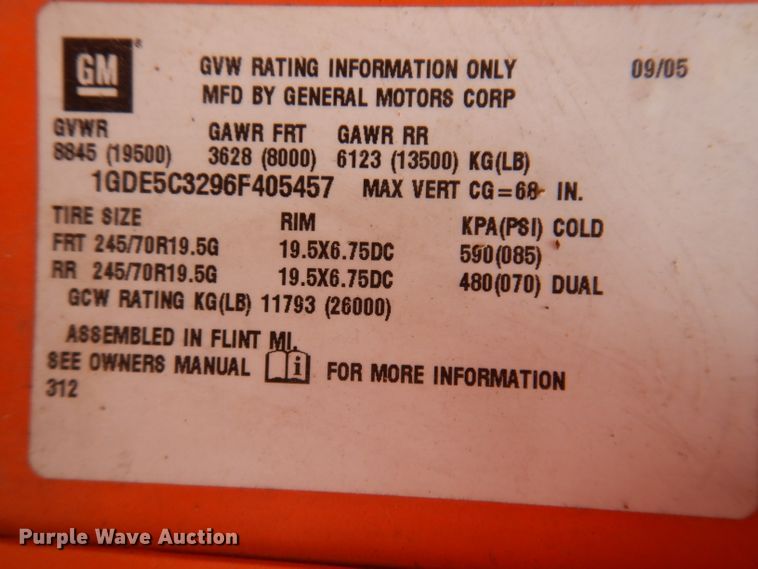 GM
GVW RATING INFORMATION ONLY 09/05
MFD BY GENERAL MOTORS CORP
GVWR GAWR FRT GAWR RR
8845 (19500) 3628 (8000) 6123 (13500) KG(LB)
1GDE5C3296F405457 MAX VERT CG=68 IN.
TIRE SIZE RIM KPA(PSI) COLD
FRT 245/70R19.5G 19.5X6.75DC 590(085)
RR 245/70R19.5G 19.5X6.75DC 480(070) DUAL
GCW RATING KG(LB) 11793 (26000)
ASSEMBLED IN FLINT MI.
SEE OWNERS MANUAL i FOR MORE INFORMATION
312
Purple Wave Auction